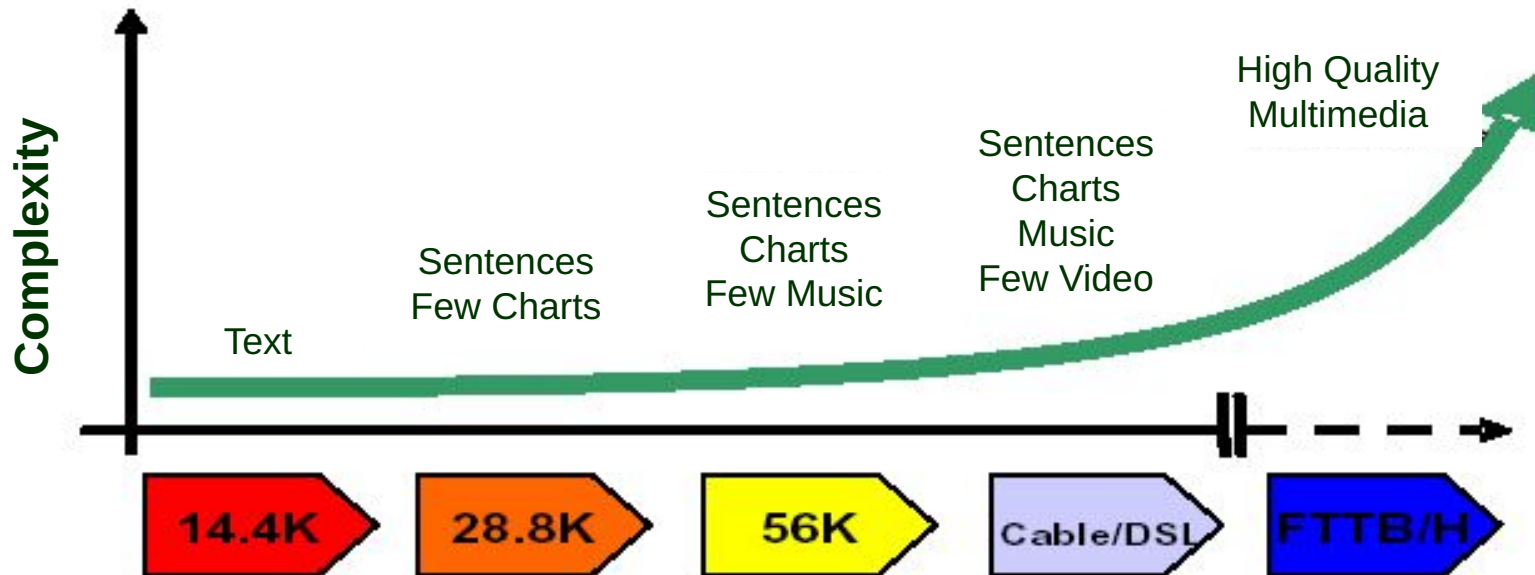 Complexity
Text
Sentences
Few Charts
Sentences
Charts
Few Music
Sentences
Charts
Music
Few Video
High Quality
Multimedia
14.4K
28.8K
56K
Cable/DSL
FTTB/H